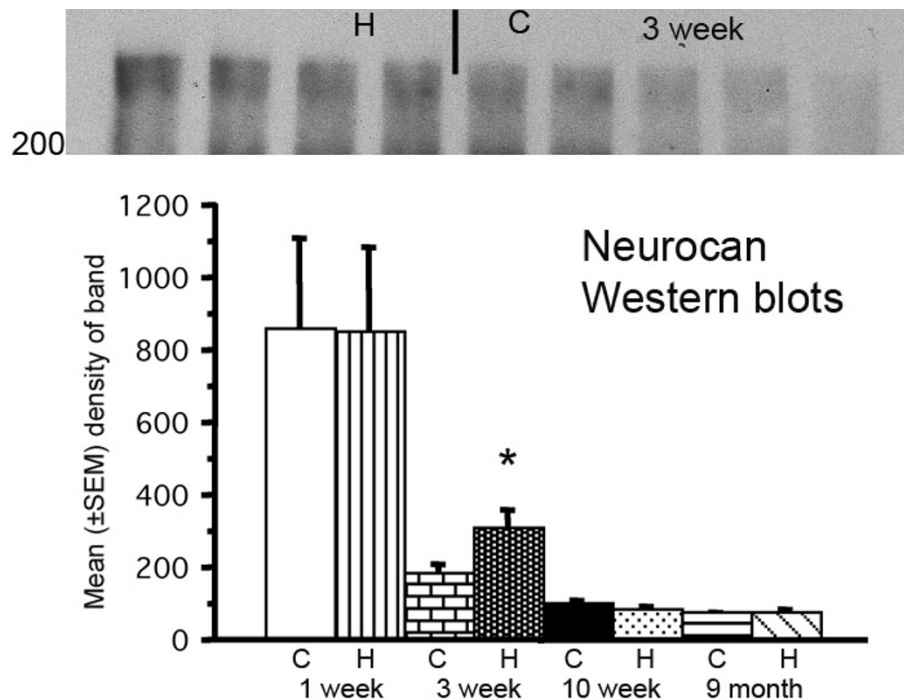 H C 3 week
200
1200
1000
800
600
400
200
0
Mean (±SEM) density of band
Neurocan
Western blots
*
C H C H C H C H
1 week 3 week 10 week 9 month